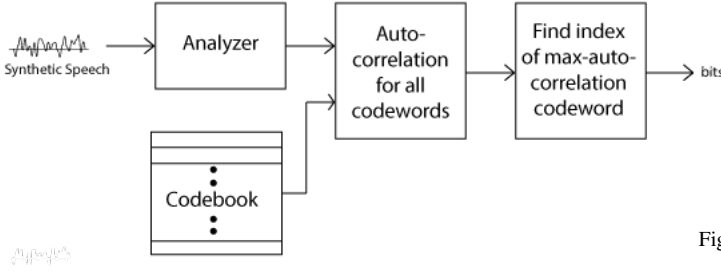 Synthetic Speech
Analyzer
Auto-
correlation
for all
codewords
Find index
of max-auto-
correlation
codeword
bits
Codebook
Fig